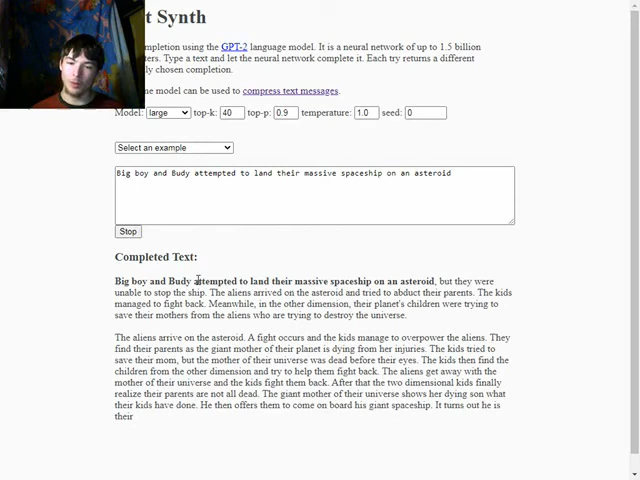 t Synth
ompletion using the GPT-2 language model. It is a neural network of up to 1.5 billion
ters. Type a text and let the neural network complete it. Each try returns a different
ly chosen completion.
ne model can be used to compress text messages.
Model: large top-k: 40 top-p: 0.9 temperature: 1.0 seed: 0
Select an example
Big boy and Budy attempted to land their massive spaceship on an asteroid
Stop
Completed Text:
Big boy and Budy attempted to land their massive spaceship on an asteroid, but they were
unable to stop the ship. The aliens arrived on the asteroid and tried to abduct their parents. The kids
managed to fight back. Meanwhile, in the other dimension, their planet's children were trying to
save their mothers from the aliens who are trying to destroy the universe.
The aliens arrive on the asteroid. A fight occurs and the kids manage to overpower the aliens. They
find their parents as the giant mother of their planet is dying from her injuries. The kids tried to
save their mom, but the mother of their universe was dead before their eyes. The kids then find the
children from the other dimension and try to help them fight back. The aliens get away with the
mother of their universe and the kids fight them back. After that the two dimensional kids finally
realize their parents are not all dead. The giant mother of their universe shows her dying son what
their kids have done. He then offers them to come on board his giant spaceship. It turns out he is
their